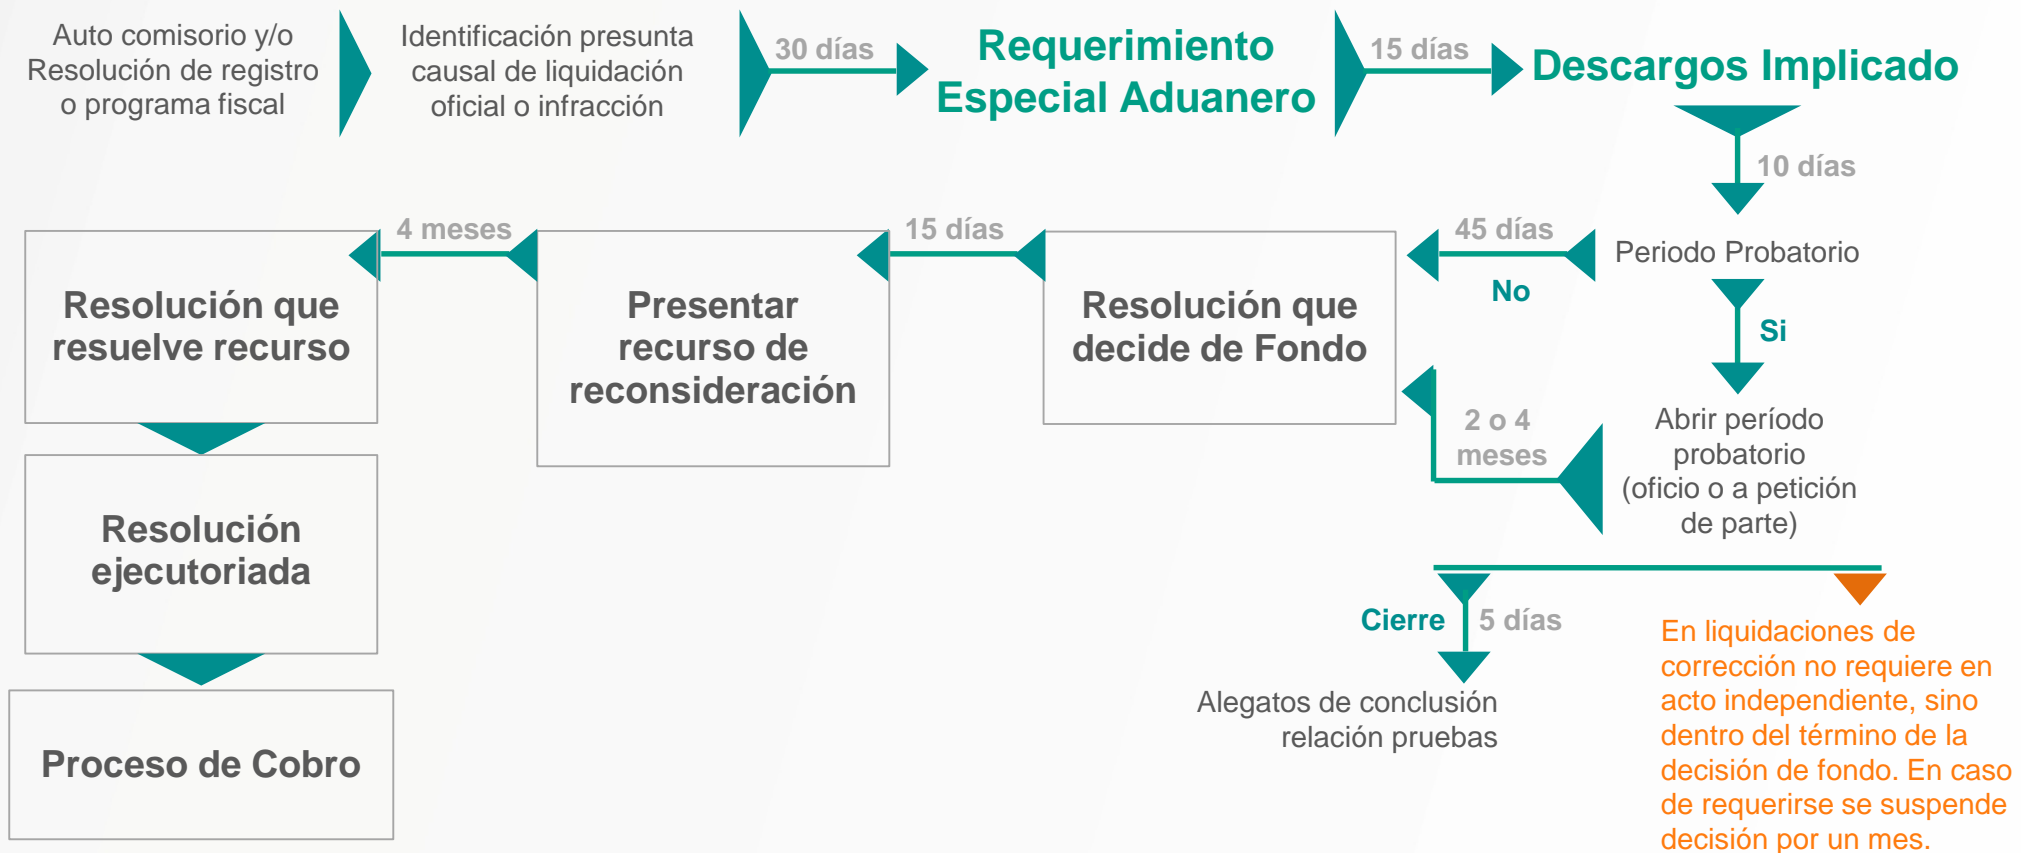 Auto comisorio y/o
Resolución de registro
o programa fiscal
Identificación presunta
causal de liquidación
oficial o infracción
30 días
Requerimiento
Especial Aduanero
15 días
Descargos Implicado
10 días
Periodo Probatorio
45 días
No
Si
Abrir período
probatorio
(oficio o a petición
de parte)
2 o 4
meses
Resolución que
decide de Fondo
15 días
Presentar
recurso de
reconsideración
4 meses
Resolución que
resuelve recurso
Resolución
ejecutoriada
Proceso de Cobro
Cierre
5 días
Alegatos de conclusión
relación pruebas
En liquidaciones de
corrección no requiere en
acto independiente, sino
dentro del término de la
decisión de fondo. En caso
de requerirse se suspende
decisión por un mes.